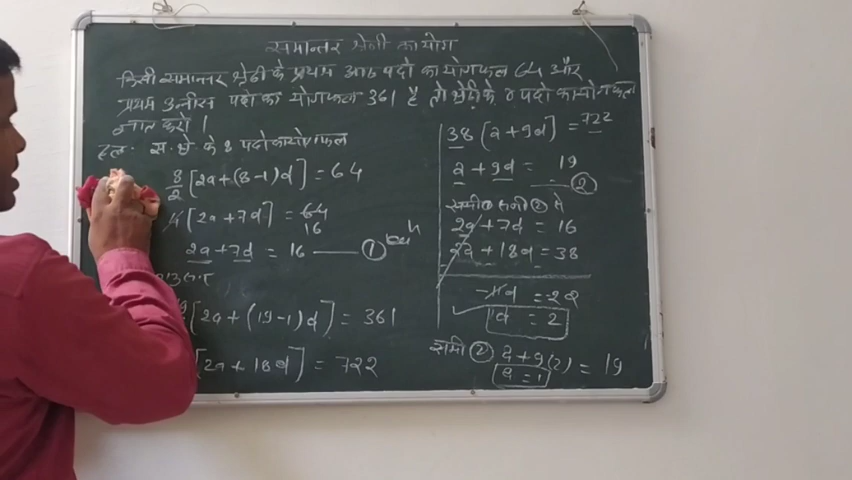 समान्तर श्रेणी का योग
किसी समान्तर श्रेढ़ी के प्रथम आठ पदो का योगफल 64 और
प्रथम उन्नीस पदो का योगफल 361 है तो श्रेढ़ी के n पदो का योगफल
ज्ञात करो ।
हल. स. श्रे के 8 पदो का योगफल
8/2 [2a+(8-1)d] = 64
4[2a+7d] = 64
16
2a+7d = 16 —— ①
[2a + (19-1)d] = 361
[2a + 18d] = 722
38[a+9d] = 722
a + 9d = 19 —— ②
समी ① समी ② से
2a + 7d = 16
2a + 18d = 38
-11d = -22
d = 2
समी ② a + 9(2) = 19
a = 1